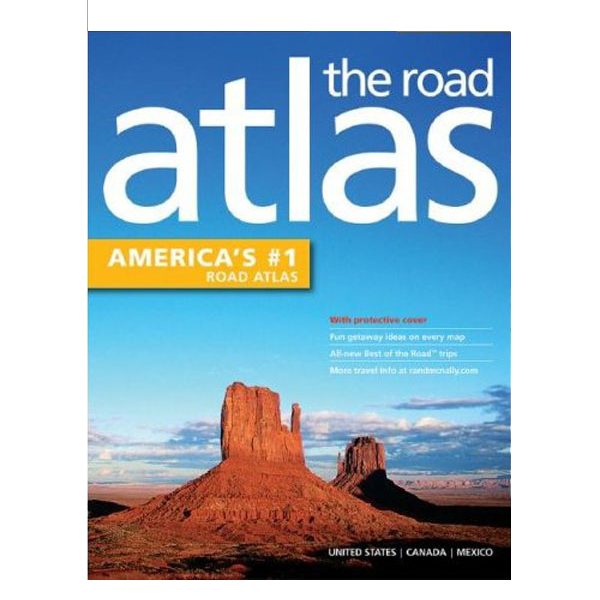 the road
atlas
AMERICA'S #1
ROAD ATLAS
With protective cover
Fun getaway ideas on every map
All-new Best of the Road™ trips
More travel info at randmcnally.com
UNITED STATES | CANADA | MEXICO